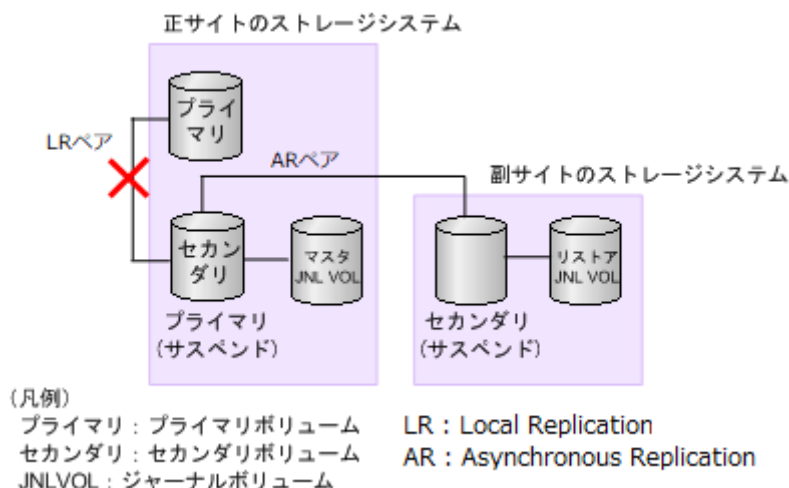 正サイトのストレージシステム
プライ
マリ
LRペア
ARペア
副サイトのストレージシステム
セカン
ダリ
マスタ
JNL VOL
リストア
JNL VOL
プライマリ
(サスペンド)
セカンダリ
(サスペンド)
(凡例)
プライマリ：プライマリボリューム
セカンダリ：セカンダリボリューム
JNLVOL：ジャーナルボリューム
LR : Local Replication
AR : Asynchronous Replication